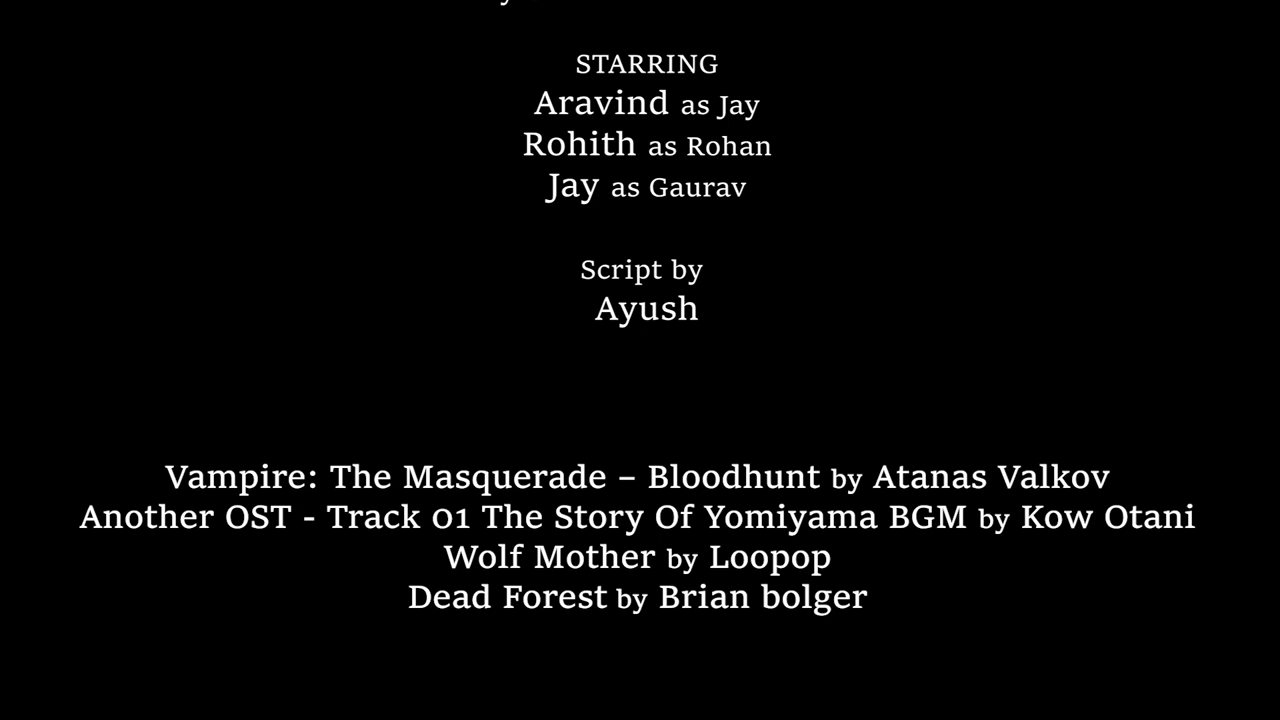 STARRING
Aravind as Jay
Rohith as Rohan
Jay as Gaurav
Script by
Ayush
Vampire: The Masquerade – Bloodhunt by Atanas Valkov
Another OST - Track 01 The Story Of Yomiyama BGM by Kow Otani
Wolf Mother by Loopop
Dead Forest by Brian bolger